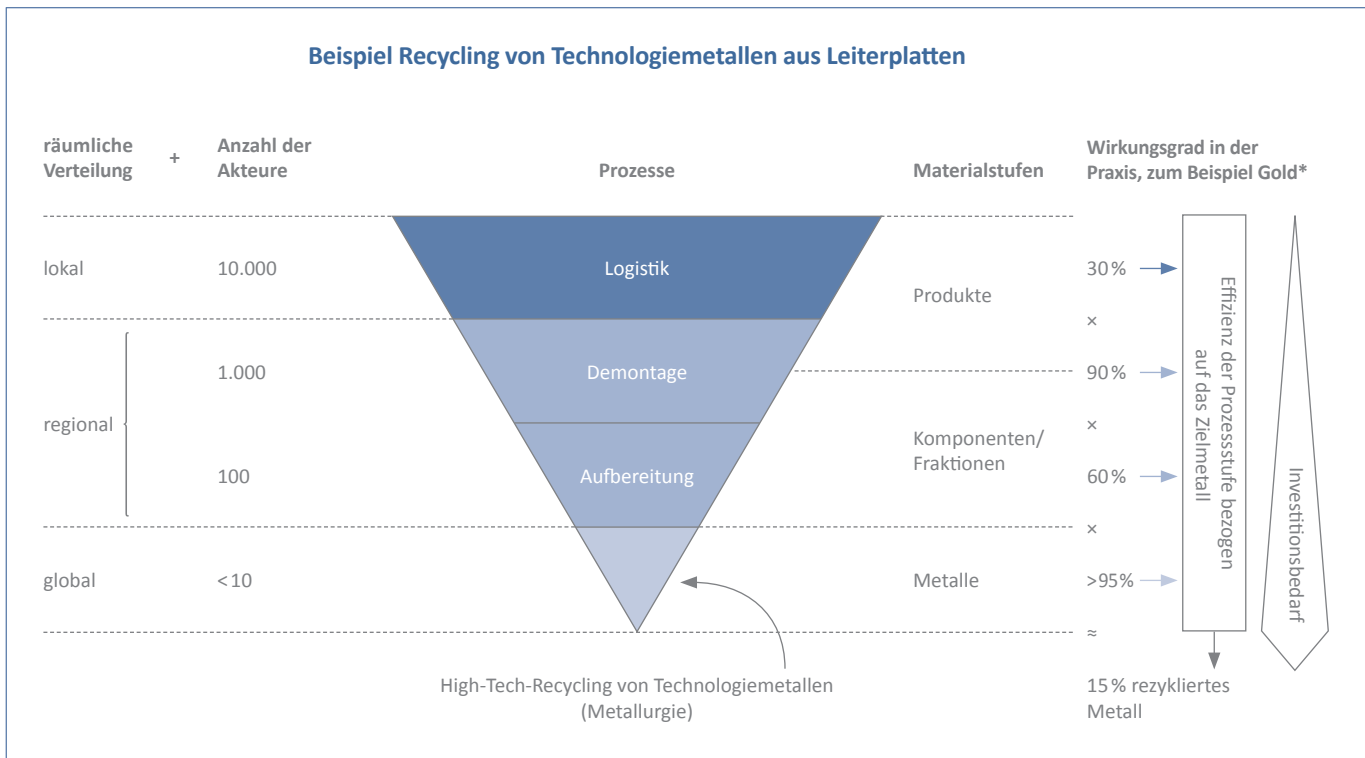 Beispiel Recycling von Technologiemetallen aus Leiterplatten
räumliche
Verteilung
+
Anzahl der
Akteure
Prozesse
Materialstufen
Wirkungsgrad in der
Praxis, zum Beispiel Gold*
lokal
10.000
Logistik
Produkte
30 %
×
regional
1.000
Demontage
90 %
×
100
Aufbereitung
Komponenten/
Fraktionen
60 %
×
global
<10
Metalle
>95%
≈
Effizienz der Prozessstufe bezogen
auf das Zielmetall
Investitionsbedarf
High-Tech-Recycling von Technologiemetallen
(Metallurgie)
15 % rezykliertes
Metall